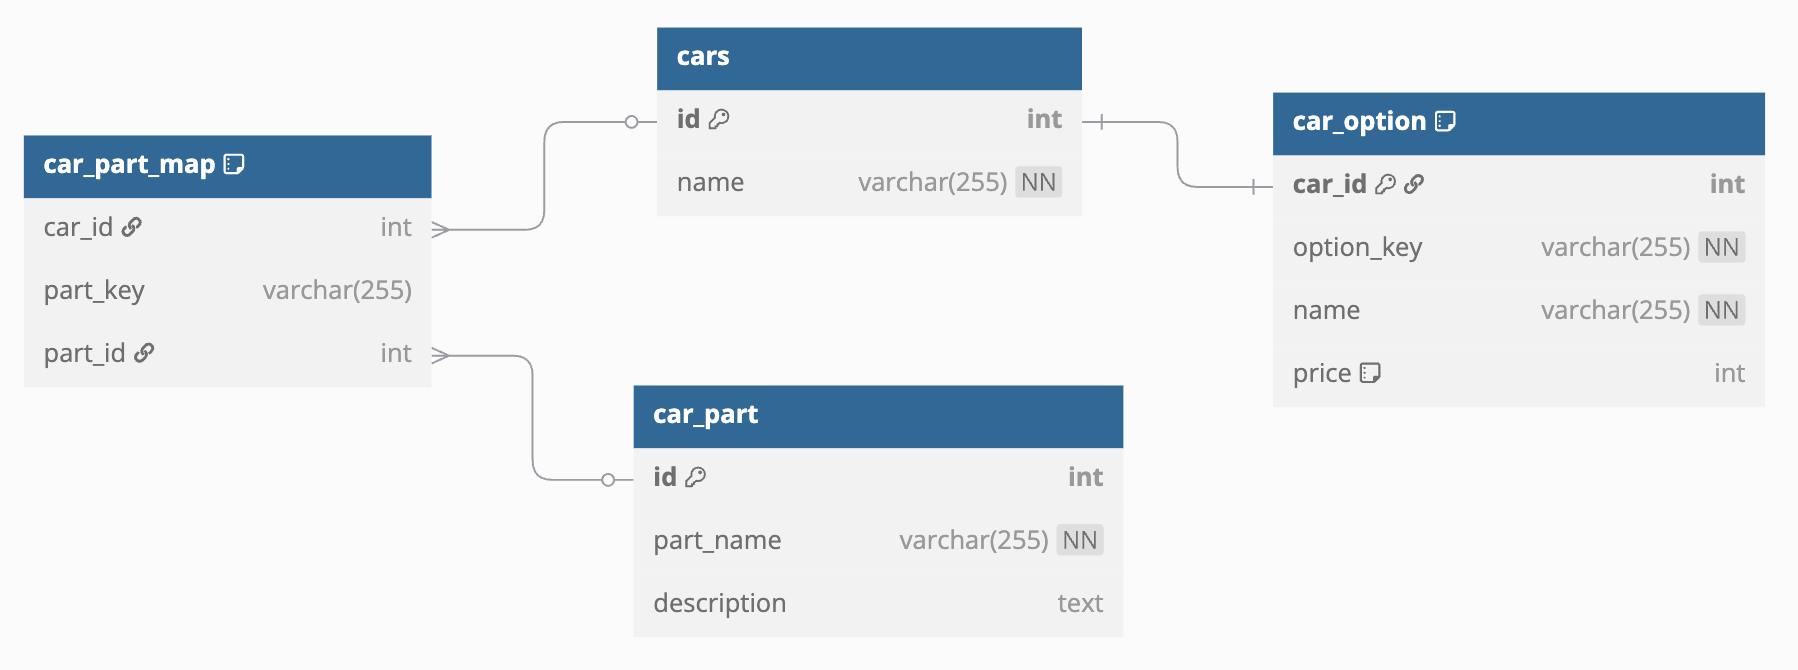 cars
id int
name varchar(255) NN
car_part_map
car_id int
part_key varchar(255)
part_id int
car_option
car_id int
option_key varchar(255) NN
name varchar(255) NN
price int
car_part
id int
part_name varchar(255) NN
description text